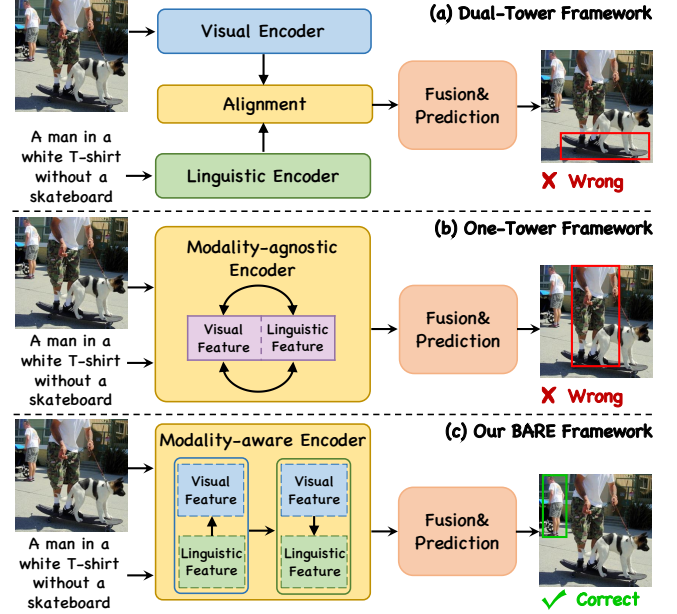 (a) Dual-Tower Framework
Visual Encoder
Alignment
Linguistic Encoder
A man in a
white T-shirt
without a
skateboard
Fusion&
Prediction
✗ Wrong
(b) One-Tower Framework
Modality-agnostic
Encoder
Visual
Feature
Linguistic
Feature
A man in a
white T-shirt
without a
skateboard
Fusion&
Prediction
✗ Wrong
(c) Our BARE Framework
Modality-aware Encoder
Visual
Feature
Linguistic
Feature
Visual
Feature
Linguistic
Feature
A man in a
white T-shirt
without a
skateboard
Fusion&
Prediction
✓ Correct